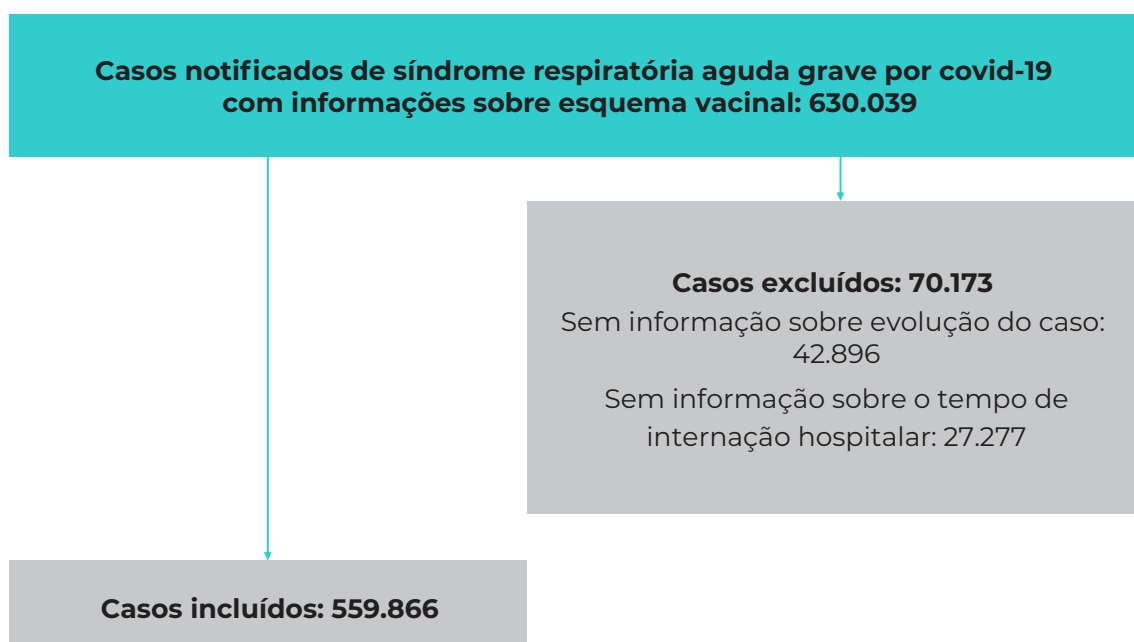 Casos notificados de síndrome respiratória aguda grave por covid-19
com informações sobre esquema vacinal: 630.039
Casos excluídos: 70.173
Sem informação sobre evolução do caso:
42.896
Sem informação sobre o tempo de
internação hospitalar: 27.277
Casos incluídos: 559.866